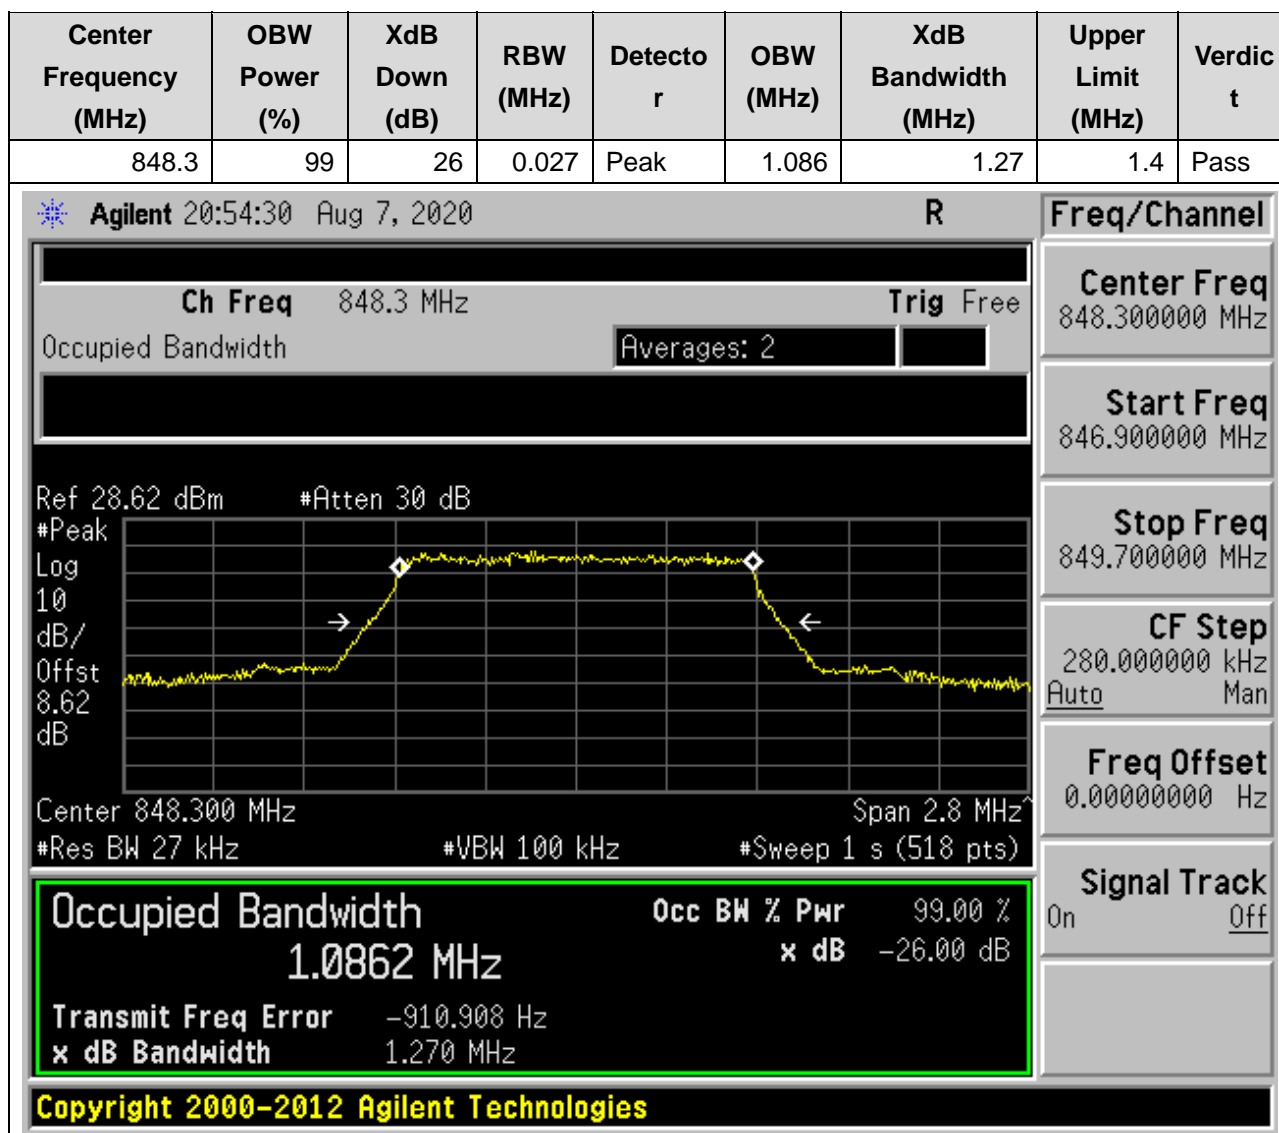 Center Frequency (MHz) OBW Power (%) XdB Down (dB) RBW (MHz) Detecto r OBW (MHz) XdB Bandwidth (MHz) Upper Limit (MHz) Verdic t
848.3 99 26 0.027 Peak 1.086 1.27 1.4 Pass
Agilent 20:54:30 Aug 7, 2020 R
Freq/Channel
Ch Freq 848.3 MHz Trig Free
Occupied Bandwidth Averages: 2
Center Freq
848.300000 MHz
Start Freq
846.900000 MHz
Stop Freq
849.700000 MHz
CF Step
280.000000 kHz
Auto Man
Freq Offset
0.00000000 Hz
Signal Track
On Off
Ref 28.62 dBm #Atten 30 dB
#Peak
Log
10
dB/
Offst
8.62
dB
Center 848.300 MHz Span 2.8 MHz^
#Res BW 27 kHz #VBW 100 kHz #Sweep 1 s (518 pts)
Occupied Bandwidth Occ BW % Pwr 99.00 %
1.0862 MHz x dB -26.00 dB
Transmit Freq Error -910.908 Hz
x dB Bandwidth 1.270 MHz
Copyright 2000-2012 Agilent Technologies